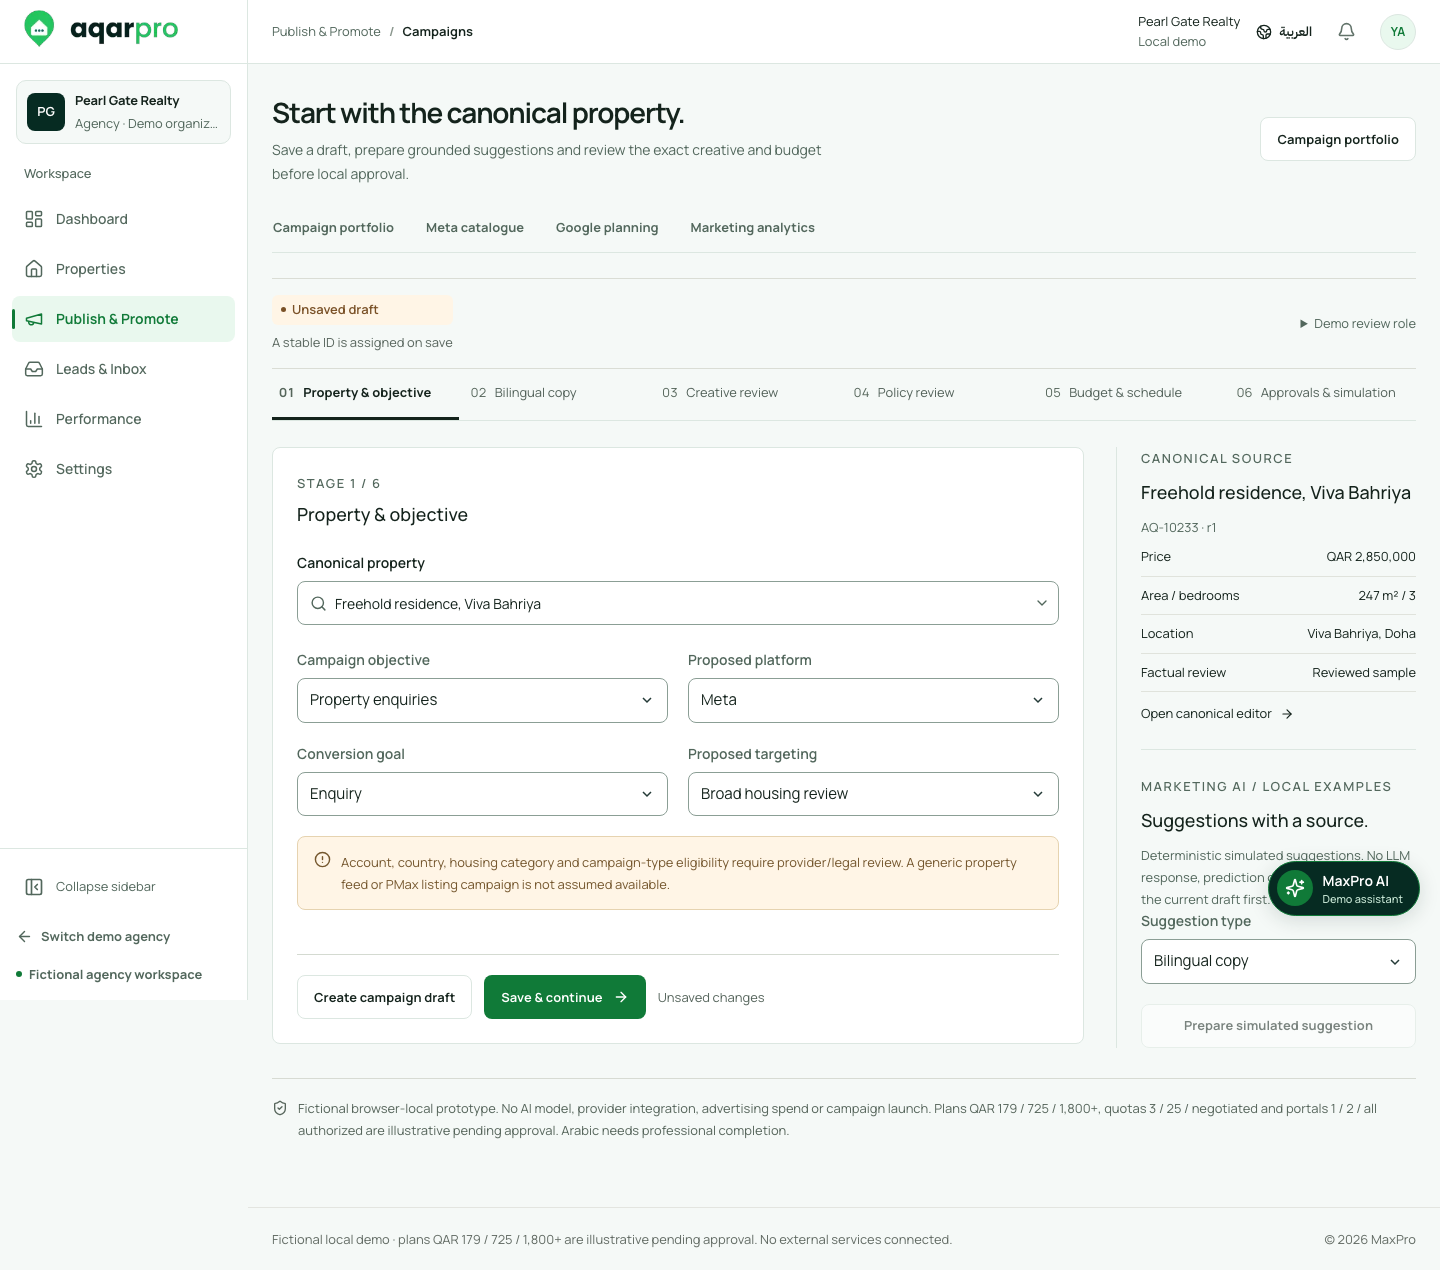 aqarpro
Publish & Promote / Campaigns
Pearl Gate Realty
Local demo
العربية
YA
PG
Pearl Gate Realty
Agency · Demo organiz...
Workspace
Dashboard
Properties
Publish & Promote
Leads & Inbox
Performance
Settings
Collapse sidebar
Switch demo agency
Fictional agency workspace
Start with the canonical property.
Save a draft, prepare grounded suggestions and review the exact creative and budget
before local approval.
Campaign portfolio
Campaign portfolio
Meta catalogue
Google planning
Marketing analytics
Unsaved draft
A stable ID is assigned on save
Demo review role
01 Property & objective
02 Bilingual copy
03 Creative review
04 Policy review
05 Budget & schedule
06 Approvals & simulation
STAGE 1 / 6
Property & objective
Canonical property
Freehold residence, Viva Bahriya
Campaign objective
Property enquiries
Proposed platform
Meta
Conversion goal
Enquiry
Proposed targeting
Broad housing review
Account, country, housing category and campaign-type eligibility require provider/legal review. A generic property
feed or PMax listing campaign is not assumed available.
Create campaign draft
Save & continue
Unsaved changes
CANONICAL SOURCE
Freehold residence, Viva Bahriya
AQ-10233 · r1
Price QAR 2,850,000
Area / bedrooms 247 m² / 3
Location Viva Bahriya, Doha
Factual review Reviewed sample
Open canonical editor
MARKETING AI / LOCAL EXAMPLES
Suggestions with a source.
Deterministic simulated suggestions. No LLM
response, prediction
the current draft first.
MaxPro AI
Demo assistant
Suggestion type
Bilingual copy
Prepare simulated suggestion
Fictional browser-local prototype. No AI model, provider integration, advertising spend or campaign launch. Plans QAR 179 / 725 / 1,800+, quotas 3 / 25 / negotiated and portals 1 / 2 / all
authorized are illustrative pending approval. Arabic needs professional completion.
Fictional local demo · plans QAR 179 / 725 / 1,800+ are illustrative pending approval. No external services connected.
© 2026 MaxPro